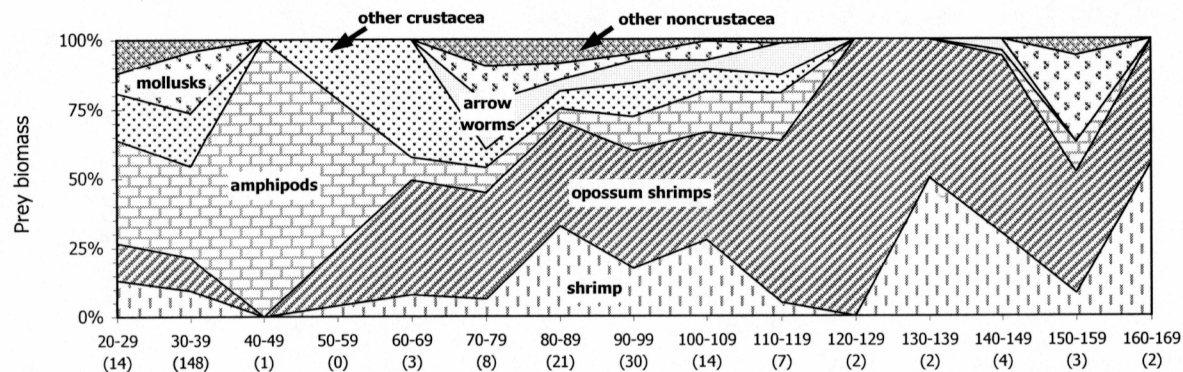 other crustacea
other noncrustacea
100%
mollusks
75%
arrow
worms
Prey biomass
50%
amphipods
opossum shrimps
25%
shrimp
0%
20-29 30-39 40-49 50-59 60-69 70-79 80-89 90-99 100-109 110-119 120-129 130-139 140-149 150-159 160-169
(14) (148) (1) (0) (3) (8) (21) (30) (14) (7) (2) (2) (4) (3) (2)